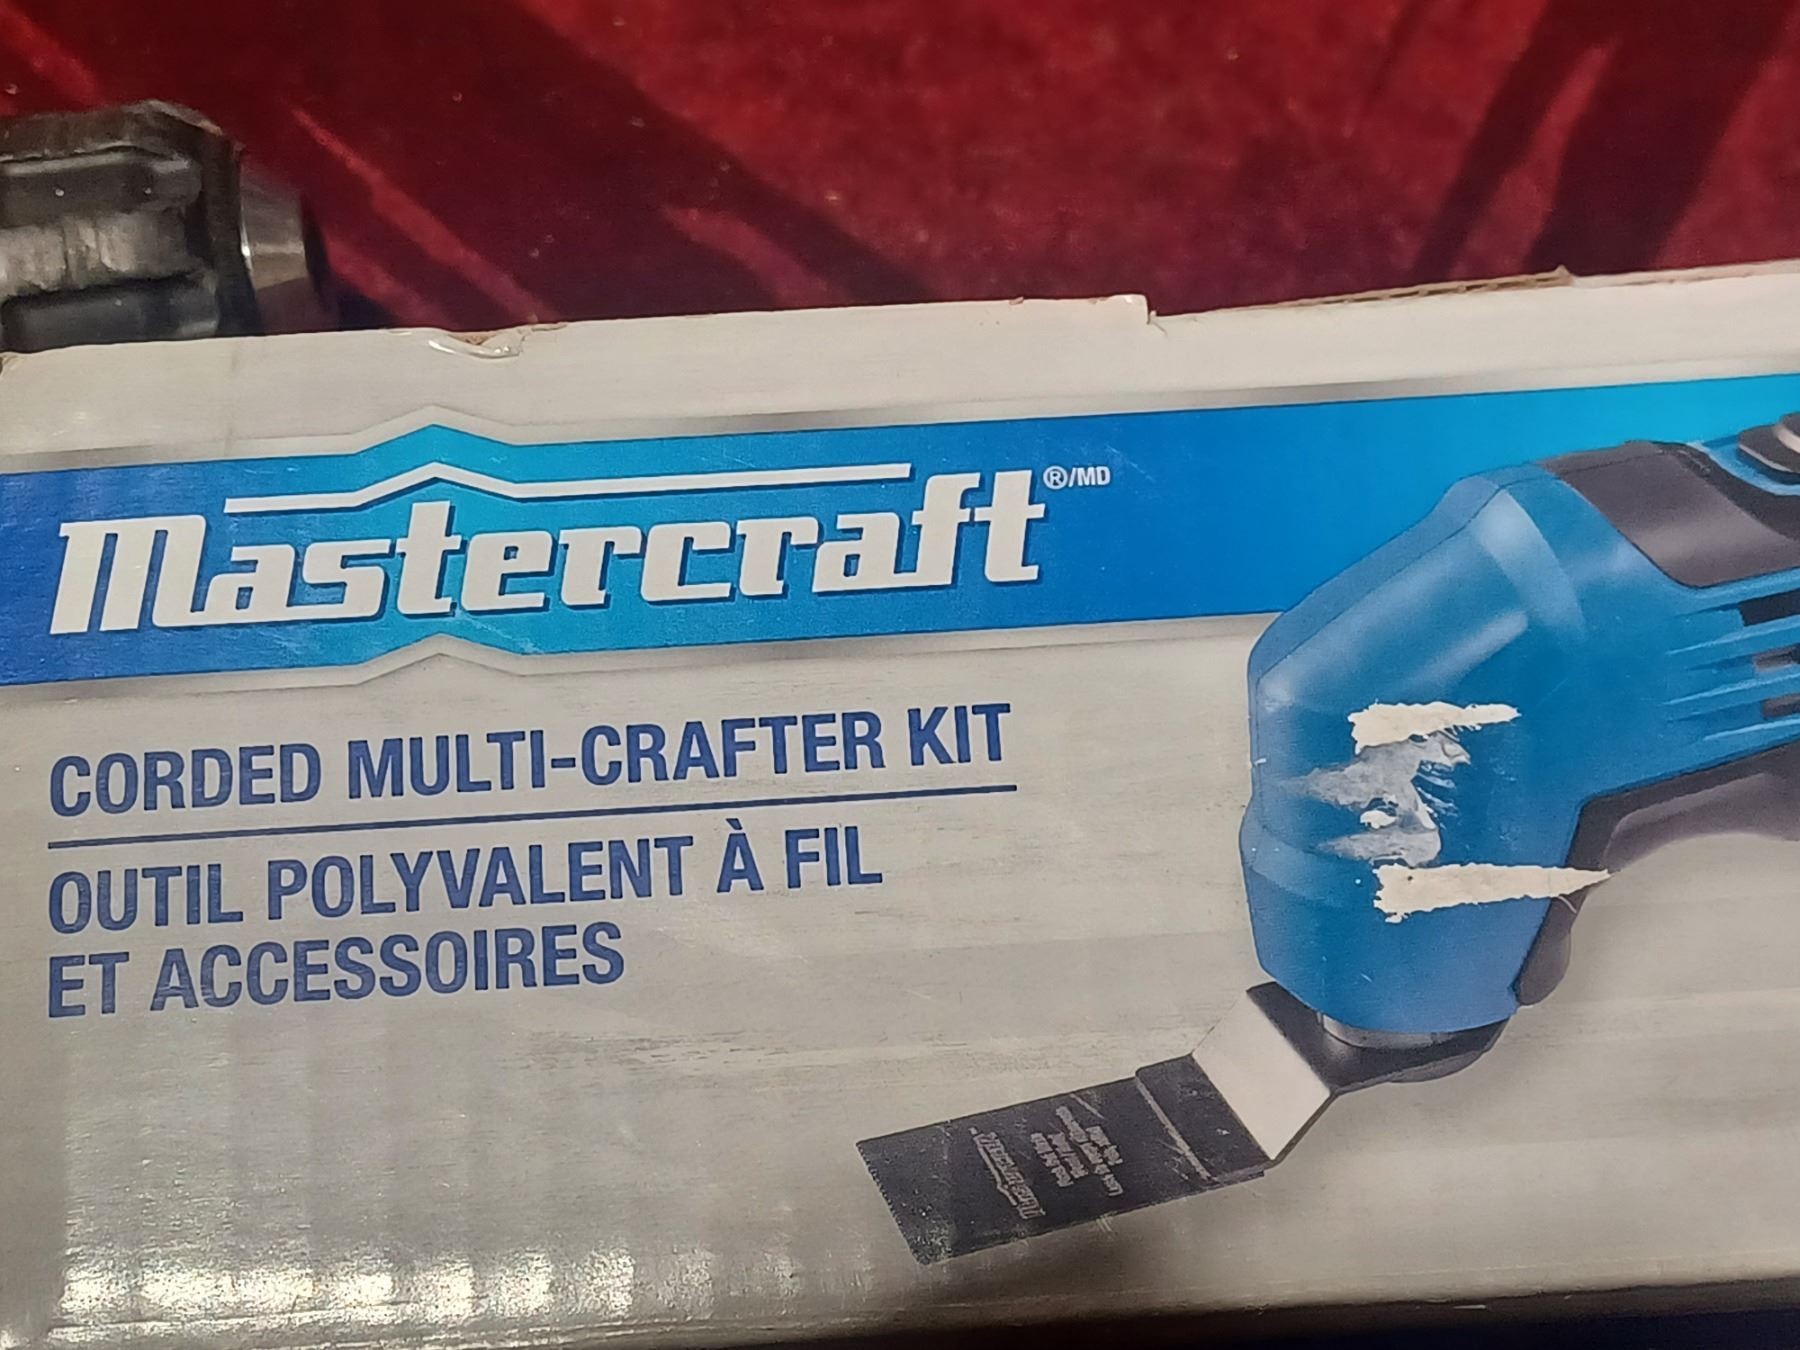 Mastercraft ®/MD
CORDED MULTI-CRAFTER KIT
OUTIL POLYVALENT À FIL
ET ACCESSOIRES